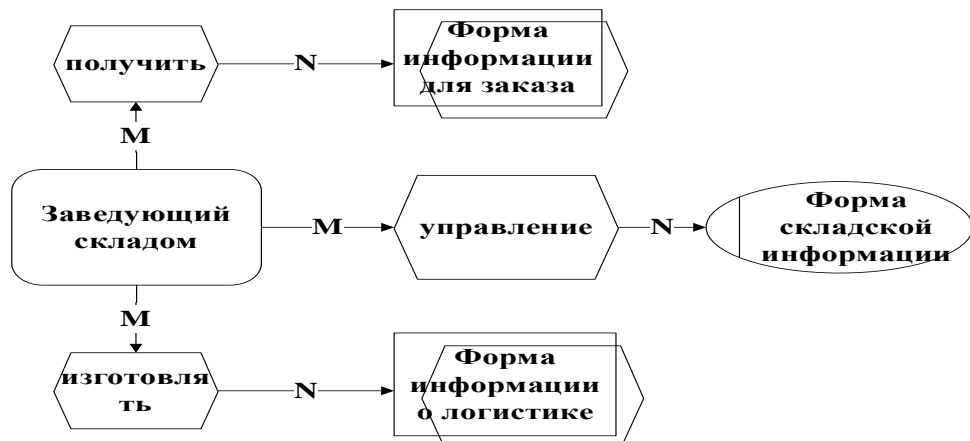 получить
N
Форма
информации
для заказа
M
Заведующий
складом
M
управление
N
Форма
складской
информации
M
изготовля
ть
N
Форма
информации
о логистике